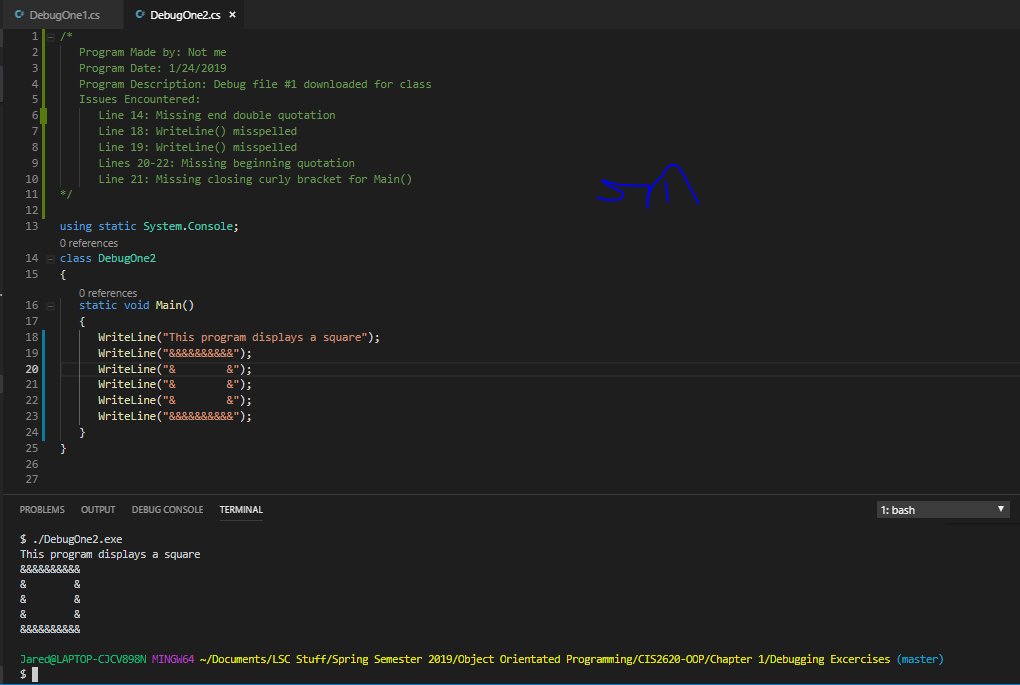 DebugOne1.cs DebugOne2.cs ×
1 /*
2 Program Made by: Not me
3 Program Date: 1/24/2019
4 Program Description: Debug file #1 downloaded for class
5 Issues Encountered:
6 Line 14: Missing end double quotation
7 Line 18: WriteLine() misspelled
8 Line 19: WriteLine() misspelled
9 Lines 20-22: Missing beginning quotation
10 Line 21: Missing closing curly bracket for Main()
11 */
12
13 using static System.Console;
0 references
14 class DebugOne2
15 {
0 references
16 static void Main()
17 {
18 WriteLine("This program displays a square");
19 WriteLine("&&&&&&&&&&");
20 WriteLine("&        &");
21 WriteLine("&        &");
22 WriteLine("&        &");
23 WriteLine("&&&&&&&&&&");
24 }
25 }
26
27
PROBLEMS OUTPUT DEBUG CONSOLE TERMINAL 1: bash
$ ./DebugOne2.exe
This program displays a square
&&&&&&&&&&
&        &
&        &
&        &
&&&&&&&&&&
Jared@LAPTOP-CJCV898N MINGW64 ~/Documents/LSC Stuff/Spring Semester 2019/Object Orientated Programming/CIS2620-OOP/Chapter 1/Debugging Excercises (master)
$